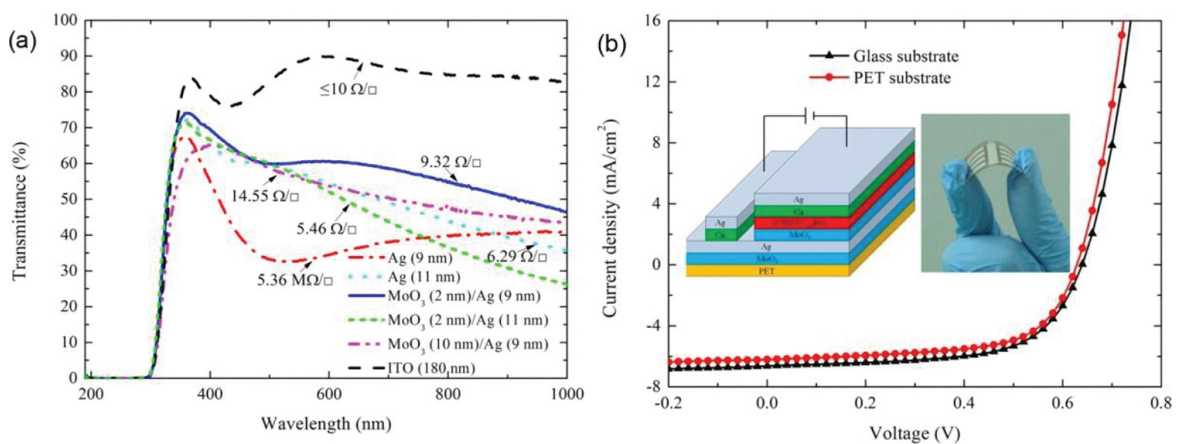 (a)
100
90
80
70
60
50
40
30
20
10
0
Transmittance (%)
200
400
600
800
1000
Wavelength (nm)
≤10 Ω/□
9.32 Ω/□
14.55 Ω/□
5.46 Ω/□
6.29 Ω/□
5.36 MΩ/□
Ag (9 nm)
Ag (11 nm)
MoO₃ (2 nm)/Ag (9 nm)
MoO₃ (2 nm)/Ag (11 nm)
MoO₃ (10 nm)/Ag (9 nm)
ITO (180 nm)
(b)
16
12
8
4
0
-4
-8
Current density (mA/cm²)
-0.2
0.0
0.2
0.4
0.6
0.8
Voltage (V)
Glass substrate
PET substrate
Ag
Ca
Ag
Ca
MoO₃
Ag
MoO₃
PET